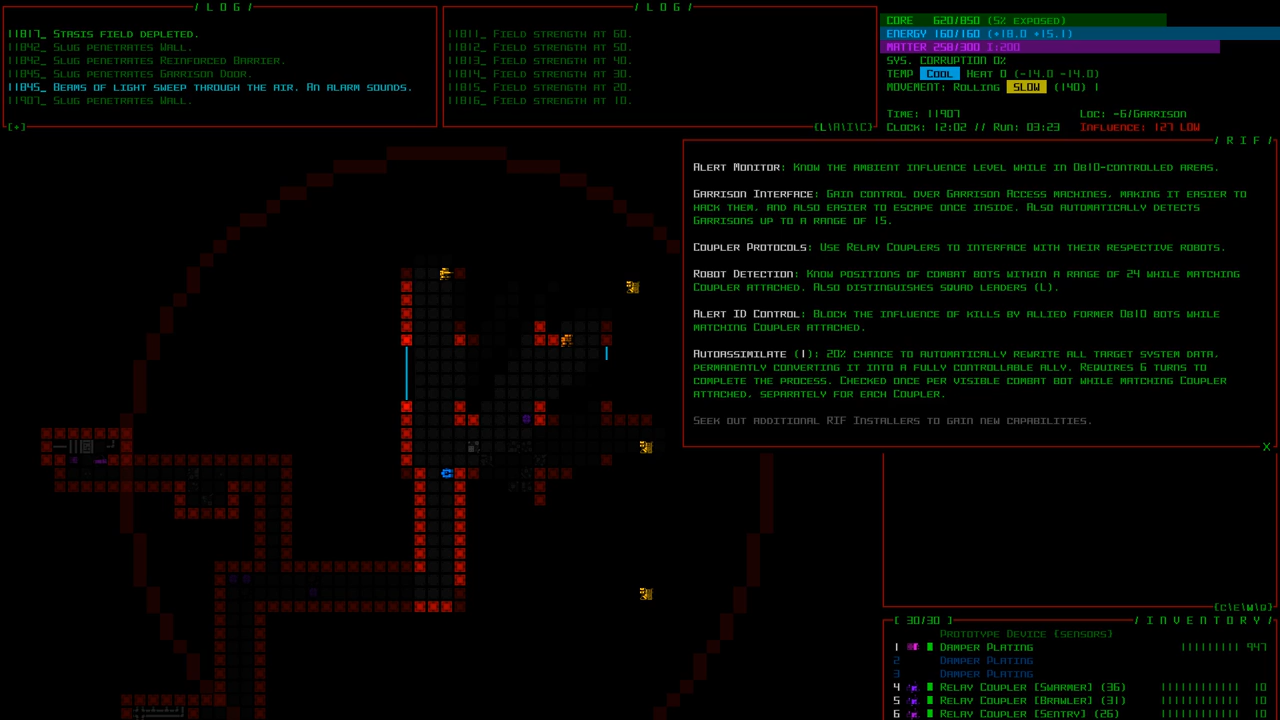 / L O G /
11817_ Stasis field depleted.
11842_ Slug penetrates Wall.
11842_ Slug penetrates Reinforced Barrier.
11845_ Slug penetrates Garrison Door.
11845_ Beams of light sweep through the air. An alarm sounds.
11907_ Slug penetrates Wall.
[+]
/ L O G /
11811_ Field strength at 60.
11812_ Field strength at 50.
11813_ Field strength at 40.
11814_ Field strength at 30.
11815_ Field strength at 20.
11816_ Field strength at 10.
(L\A\I\C)
CORE 620/850 (5% EXPOSED)
ENERGY 160/160 (+18.0 +15.1)
MATTER 258/300 I:200
SYS. CORRUPTION 0%
TEMP Cool Heat 0 (-14.0 -14.0)
MOVEMENT: Rolling SLOW (140) 1
Time: 11907 Loc: -6/Garrison
Clock: 12:02 // Run: 03:23 Influence: 127 LOW
/ R I F /
Alert Monitor: Know the ambient influence level while in 0b10-controlled areas.
Garrison Interface: Gain control over Garrison Access machines, making it easier to
hack them, and also easier to escape once inside. Also automatically detects
Garrisons up to a range of 15.
Coupler Protocols: Use Relay Couplers to interface with their respective robots.
Robot Detection: Know positions of combat bots within a range of 24 while matching
Coupler attached. Also distinguishes squad leaders (L).
Alert ID Control: Block the influence of kills by allied former 0b10 bots while
matching Coupler attached.
Autoassimilate (1): 20% chance to automatically rewrite all target system data,
permanently converting it into a fully controllable ally. Requires 6 turns to
complete the process. Checked once per visible combat bot while matching Coupler
attached, separately for each Coupler.
Seek out additional RIF Installers to gain new capabilities.
X
(C\E\W\Q)
[ 30/30 ] / I N V E N T O R Y /
Prototype Device (Sensors)
1 Damper Plating 947
2 Damper Plating
3 Damper Plating
4 Relay Coupler [Swarmer] (36) 10
5 Relay Coupler [Brawler] (31) 10
6 Relay Coupler [Sentry] (26) 10